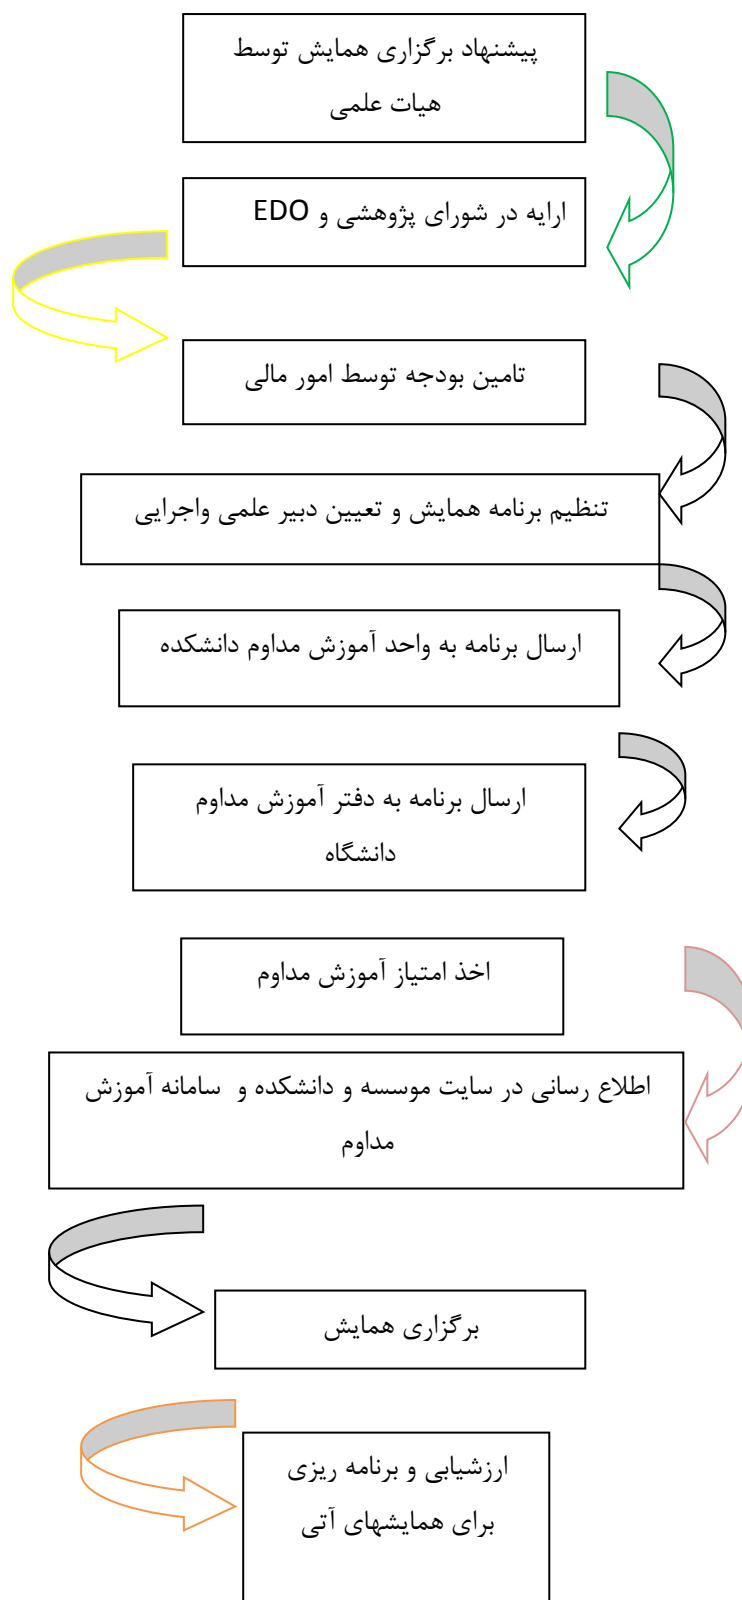 پیشنهاد برگزاری همایش توسط
هیات علمی
ارایه در شورای پژوهشی و EDO
تامین بودجه توسط امور مالی
تنظیم برنامه همایش و تعیین دبیر علمی واجرایی
ارسال برنامه به واحد آموزش مداوم دانشکده
ارسال برنامه به دفتر آموزش مداوم
دانشگاه
اخذ امتیاز آموزش مداوم
اطلاع رسانی در سایت موسسه و دانشکده و  سامانه آموزش
مداوم
برگزاری همایش
ارزشیابی و برنامه ریزی
برای همایشهای آتی